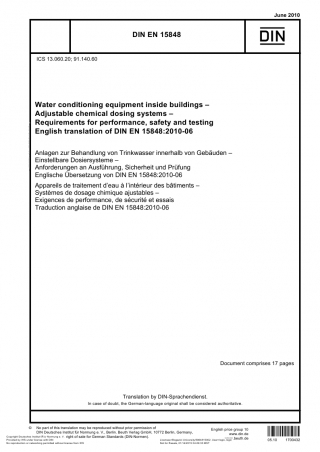 June 2010
DIN EN 15848
DIN
ICS 13.060.20; 91.140.60
Water conditioning equipment inside buildings –
Adjustable chemical dosing systems –
Requirements for performance, safety and testing
English translation of DIN EN 15848:2010-06
Anlagen zur Behandlung von Trinkwasser innerhalb von Gebäuden –
Einstellbare Dosiersysteme –
Anforderungen an Ausführung, Sicherheit und Prüfung
Englische Übersetzung von DIN EN 15848:2010-06
Appareils de traitement d'eau à l'intérieur des bâtiments –
Systèmes de dosage chimique ajustables –
Exigences de performance, de sécurité et essais
Traduction anglaise de DIN EN 15848:2010-06
Document comprises 17 pages
Translation by DIN-Sprachendienst.
In case of doubt, the German-language original shall be considered authoritative.
© No part of this translation may be reproduced without prior permission of
DIN Deutsches Institut für Normung e. V., Berlin. Beuth Verlag GmbH, 10772 Berlin, Germany,
right of sale for German Standards (DIN-Normen).
English price group 10
www.din.de
beuth.de